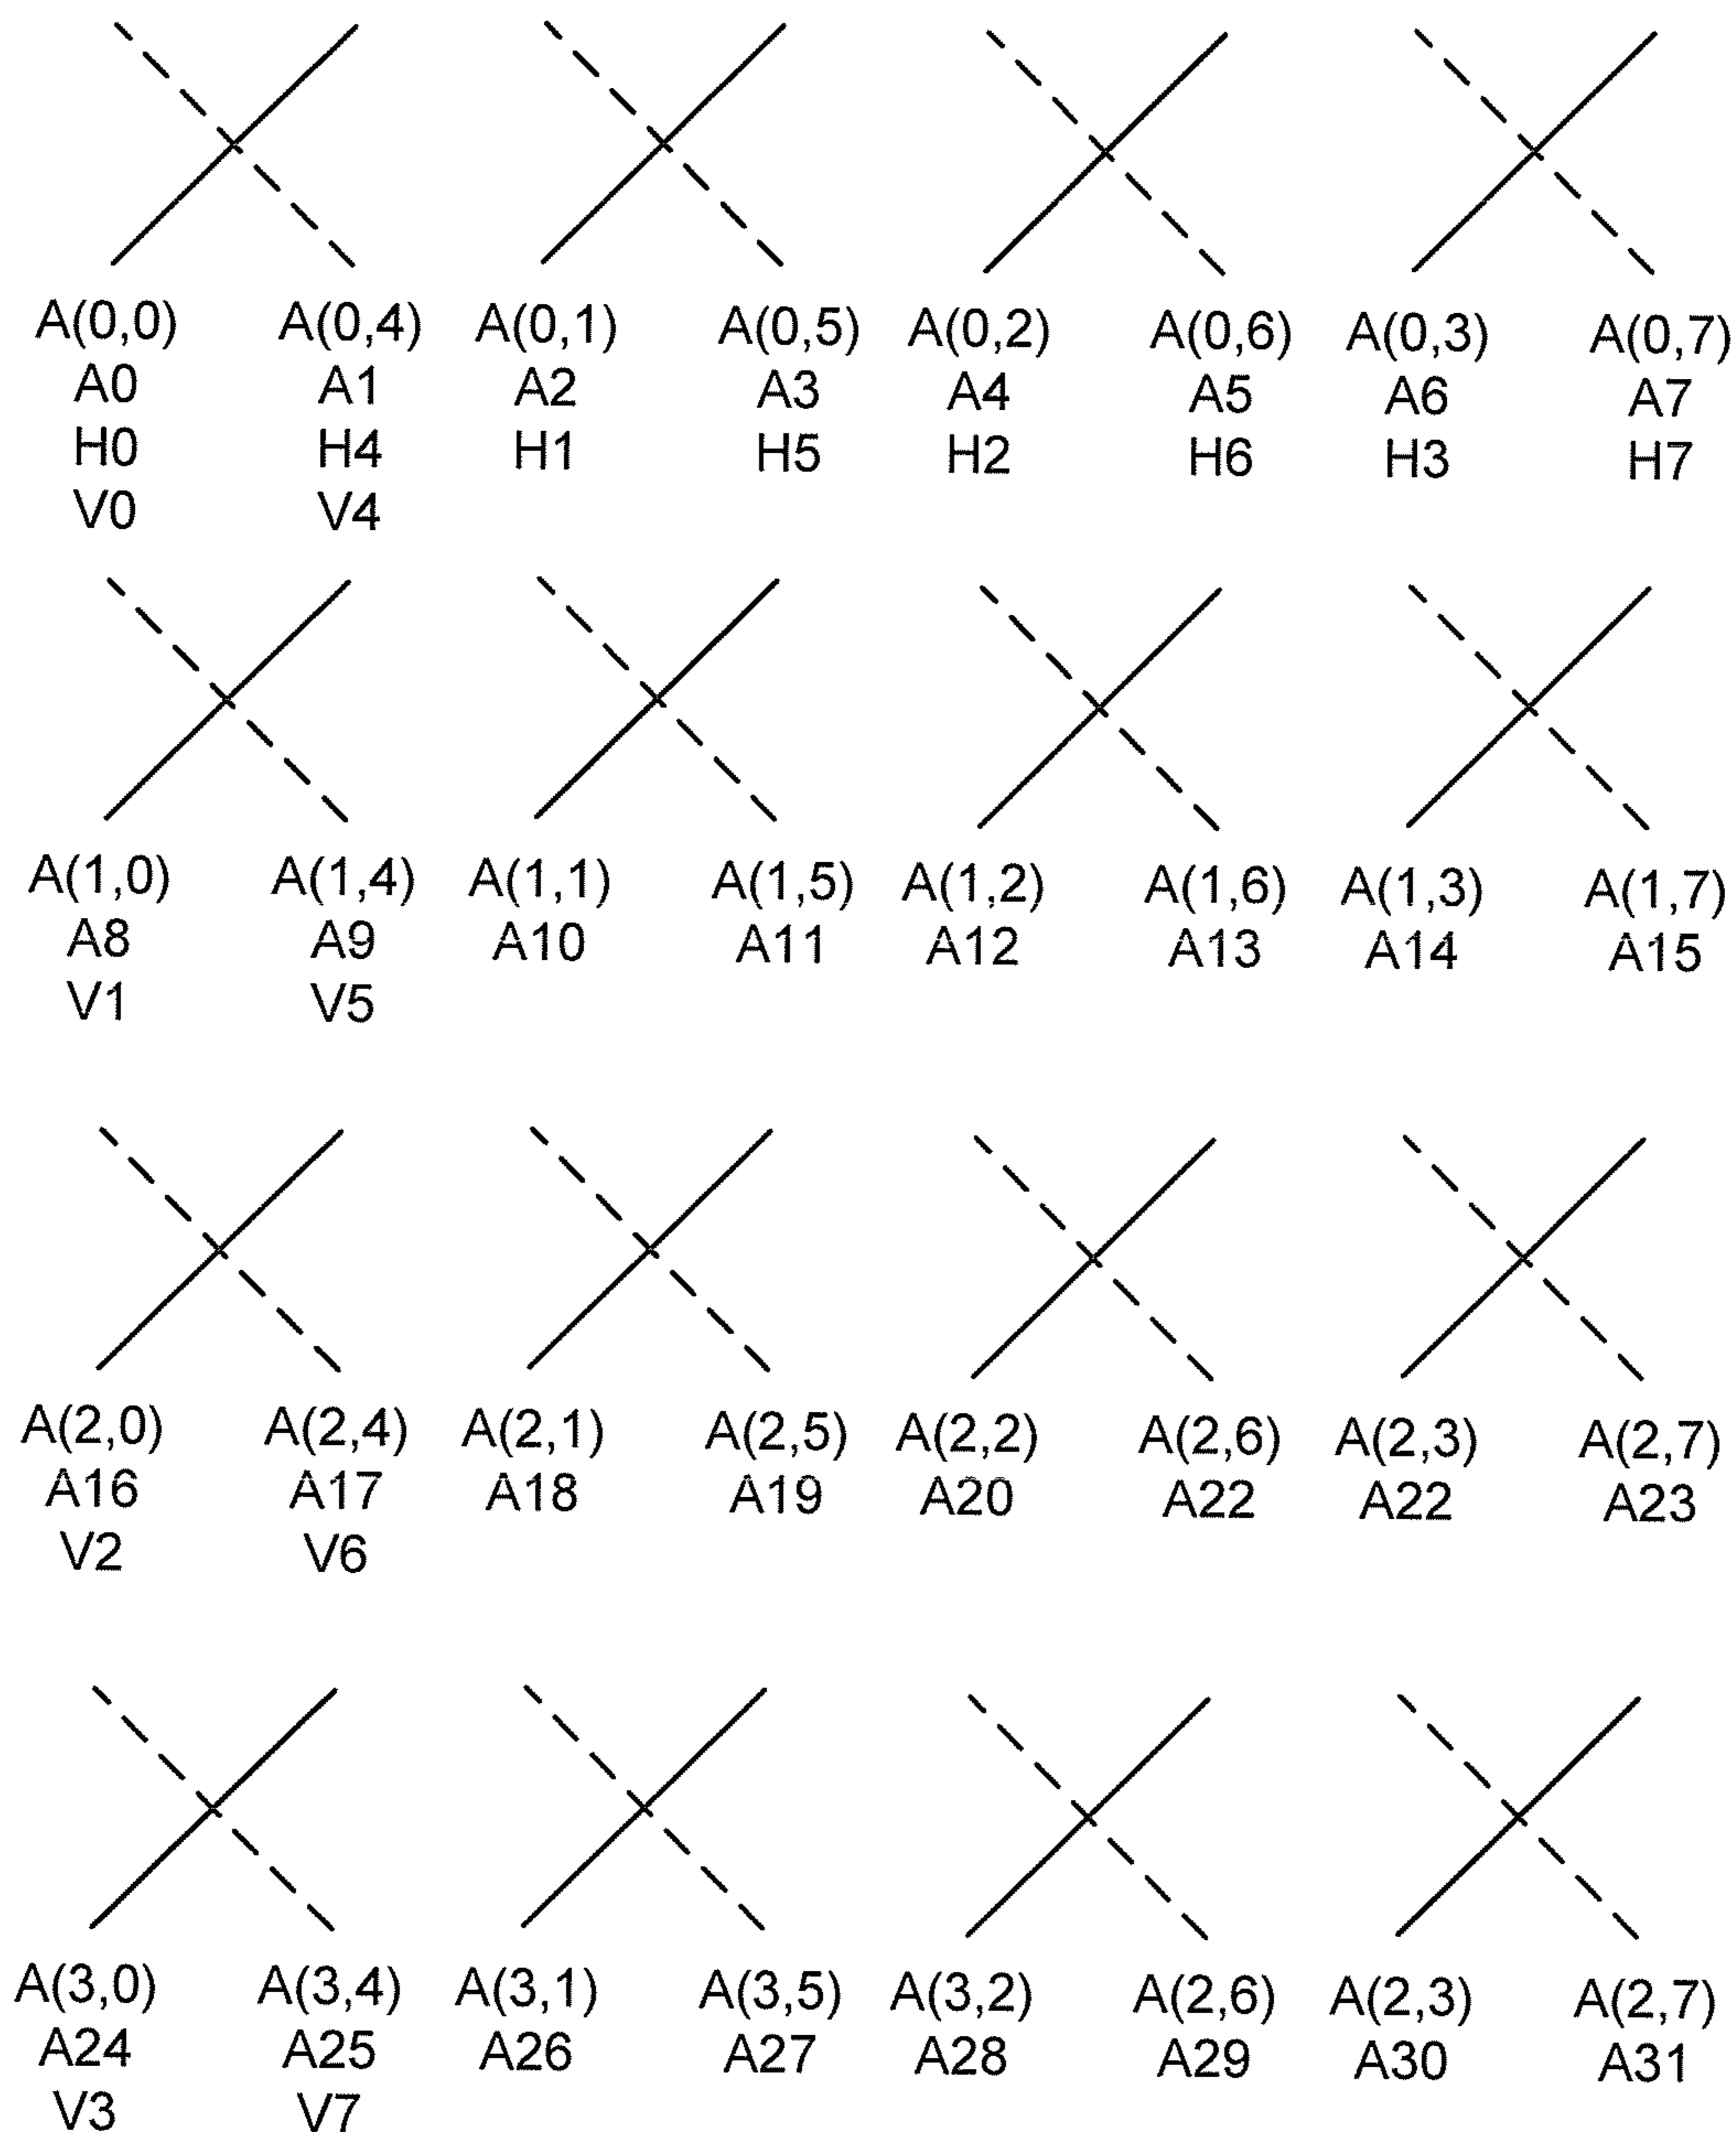 A(0,0) A(0,4) A(0,1) A(0,5) A(0,2) A(0,6) A(0,3) A(0,7)
A0 A1 A2 A3 A4 A5 A6 A7
H0 H4 H1 H5 H2 H6 H3 H7
V0 V4
A(1,0) A(1,4) A(1,1) A(1,5) A(1,2) A(1,6) A(1,3) A(1,7)
A8 A9 A10 A11 A12 A13 A14 A15
V1 V5
A(2,0) A(2,4) A(2,1) A(2,5) A(2,2) A(2,6) A(2,3) A(2,7)
A16 A17 A18 A19 A20 A22 A22 A23
V2 V6
A(3,0) A(3,4) A(3,1) A(3,5) A(3,2) A(2,6) A(2,3) A(2,7)
A24 A25 A26 A27 A28 A29 A30 A31
V3 V7